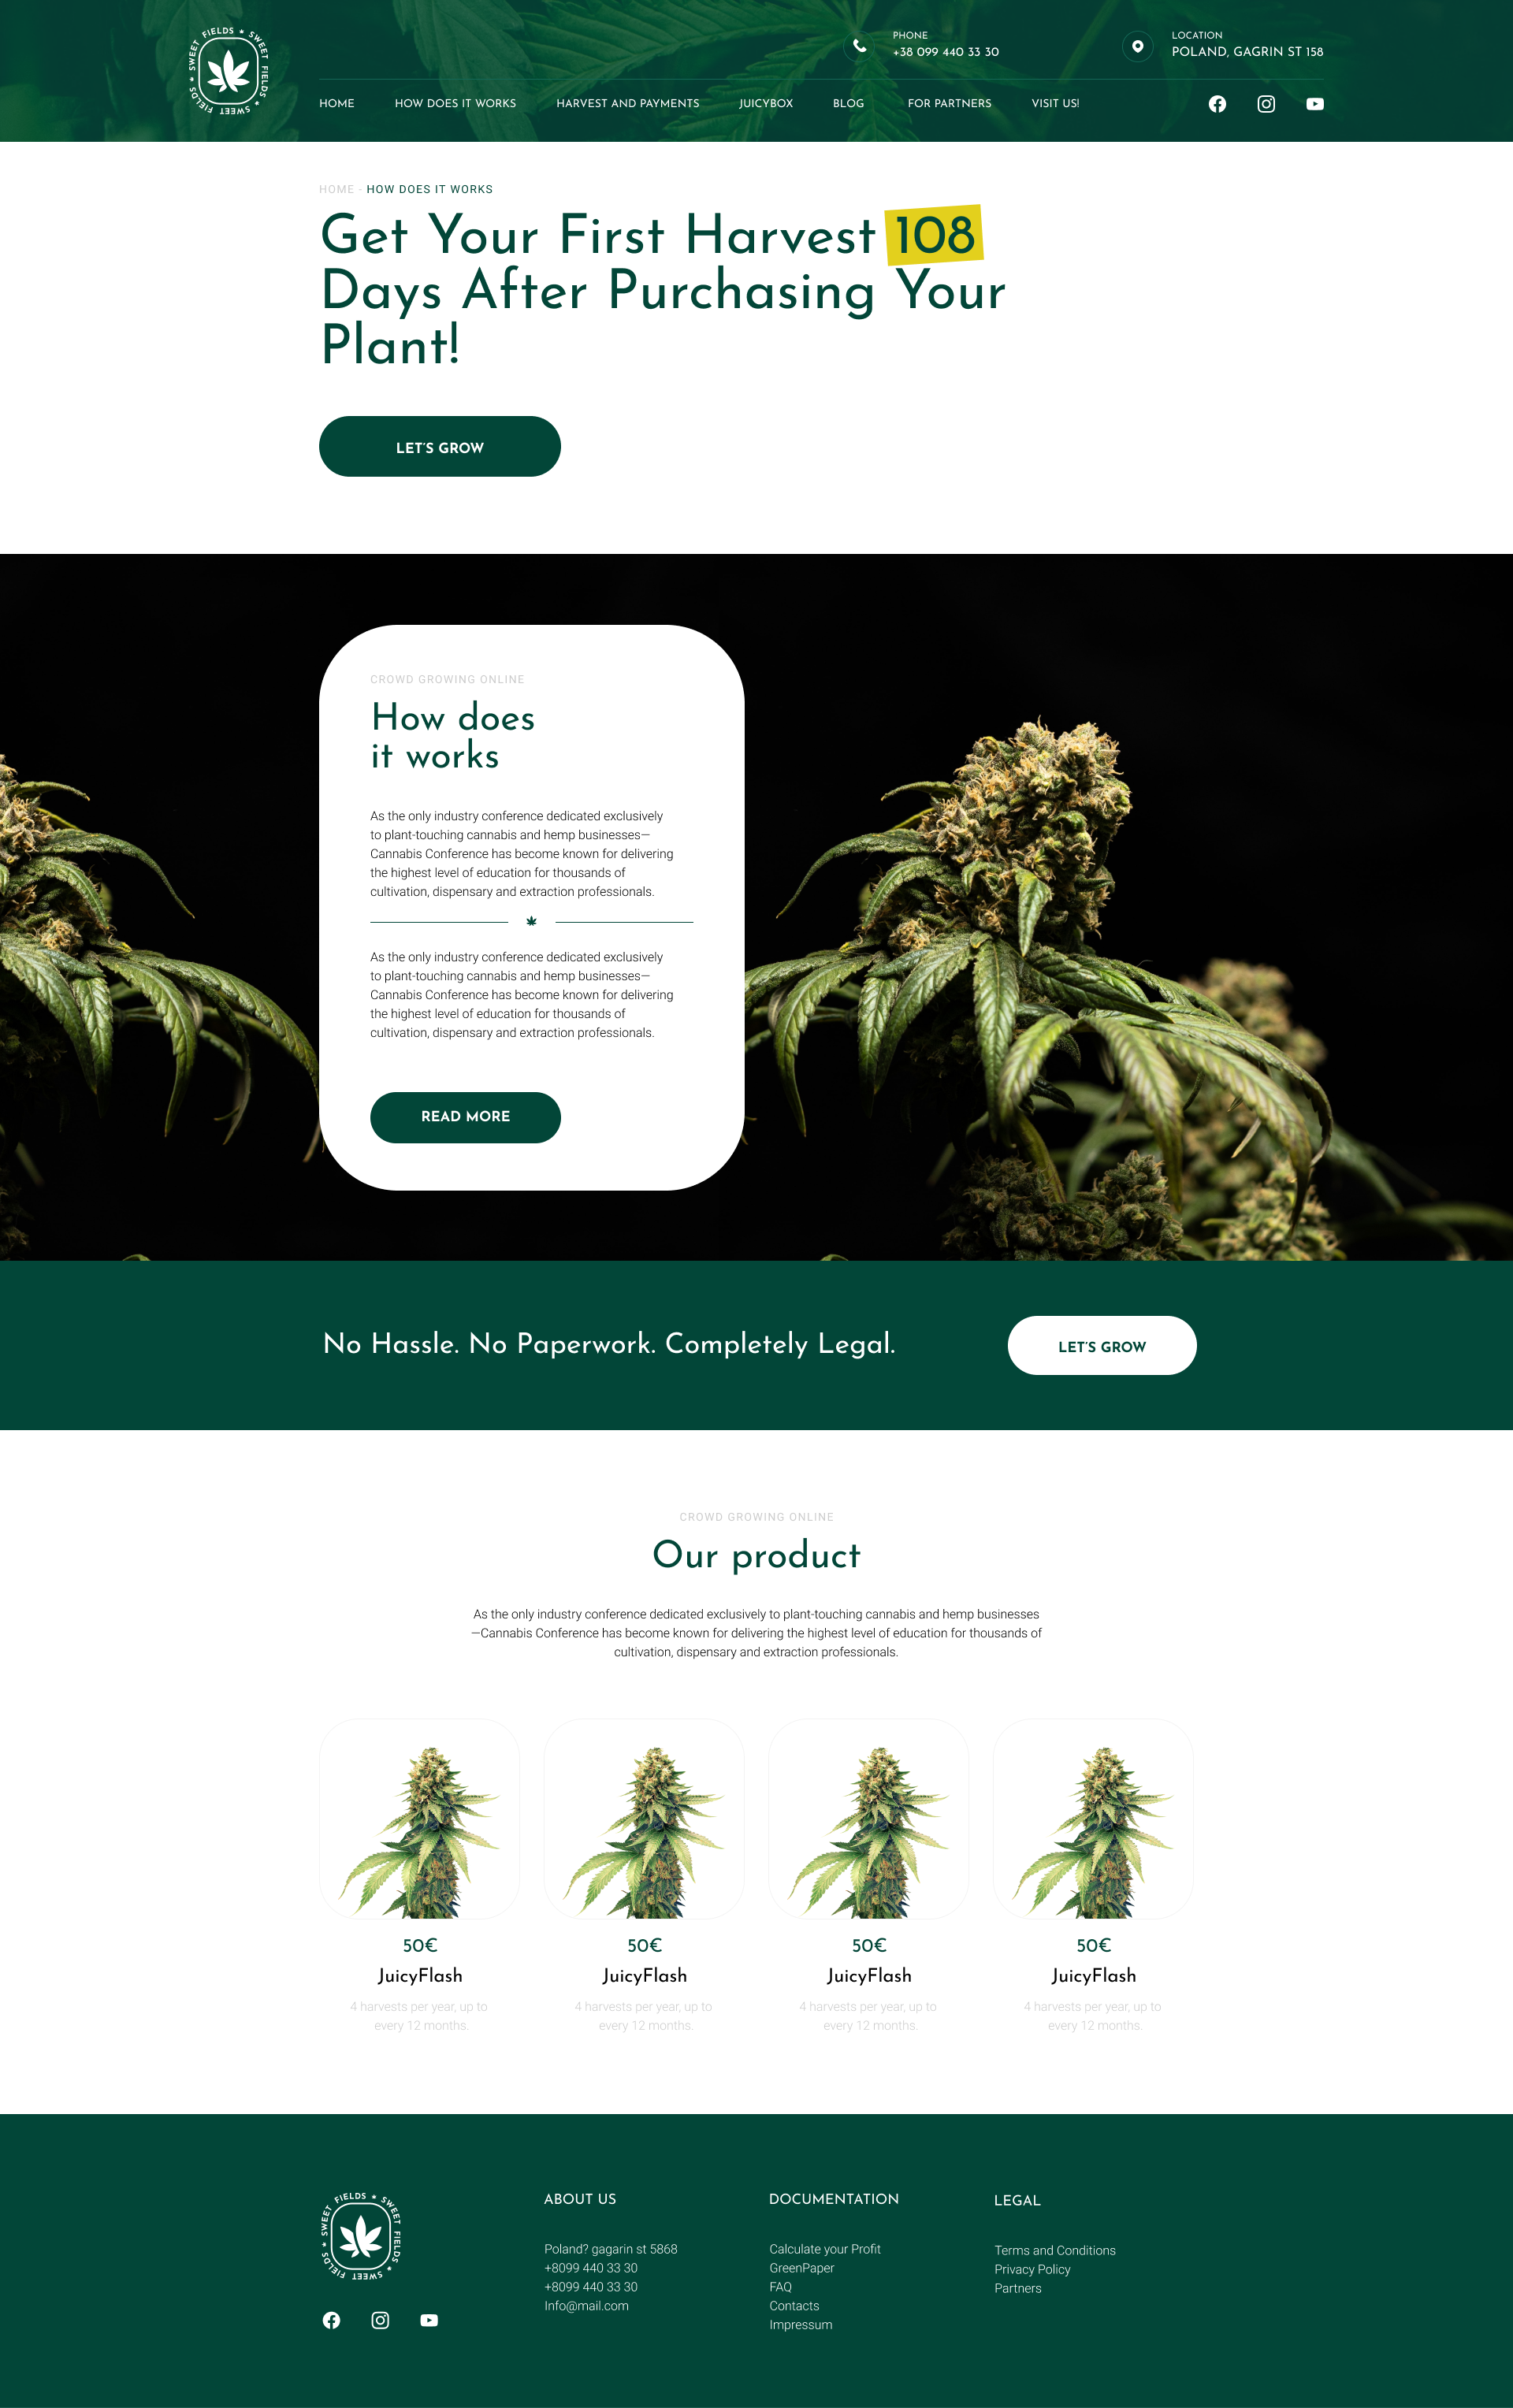 SWEET FIELDS * SWEET FIELDS * SWEET FIELDS *
PHONE
+38 099 440 33 30
LOCATION
POLAND, GAGRIN ST 158
HOME
HOW DOES IT WORKS
HARVEST AND PAYMENTS
JUICYBOX
BLOG
FOR PARTNERS
VISIT US!
HOME - HOW DOES IT WORKS
Get Your First Harvest 108
Days After Purchasing Your
Plant!
LET'S GROW
CROWD GROWING ONLINE
How does
it works
As the only industry conference dedicated exclusively
to plant-touching cannabis and hemp businesses—
Cannabis Conference has become known for delivering
the highest level of education for thousands of
cultivation, dispensary and extraction professionals.
As the only industry conference dedicated exclusively
to plant-touching cannabis and hemp businesses—
Cannabis Conference has become known for delivering
the highest level of education for thousands of
cultivation, dispensary and extraction professionals.
READ MORE
No Hassle. No Paperwork. Completely Legal.
LET'S GROW
CROWD GROWING ONLINE
Our product
As the only industry conference dedicated exclusively to plant-touching cannabis and hemp businesses
—Cannabis Conference has become known for delivering the highest level of education for thousands of
cultivation, dispensary and extraction professionals.
50€
JuicyFlash
4 harvests per year, up to
every 12 months.
50€
JuicyFlash
4 harvests per year, up to
every 12 months.
50€
JuicyFlash
4 harvests per year, up to
every 12 months.
50€
JuicyFlash
4 harvests per year, up to
every 12 months.
SWEET FIELDS * SWEET FIELDS * SWEET FIELDS *
ABOUT US
Poland? gagarin st 5868
+8099 440 33 30
+8099 440 33 30
Info@mail.com
DOCUMENTATION
Calculate your Profit
GreenPaper
FAQ
Contacts
Impressum
LEGAL
Terms and Conditions
Privacy Policy
Partners